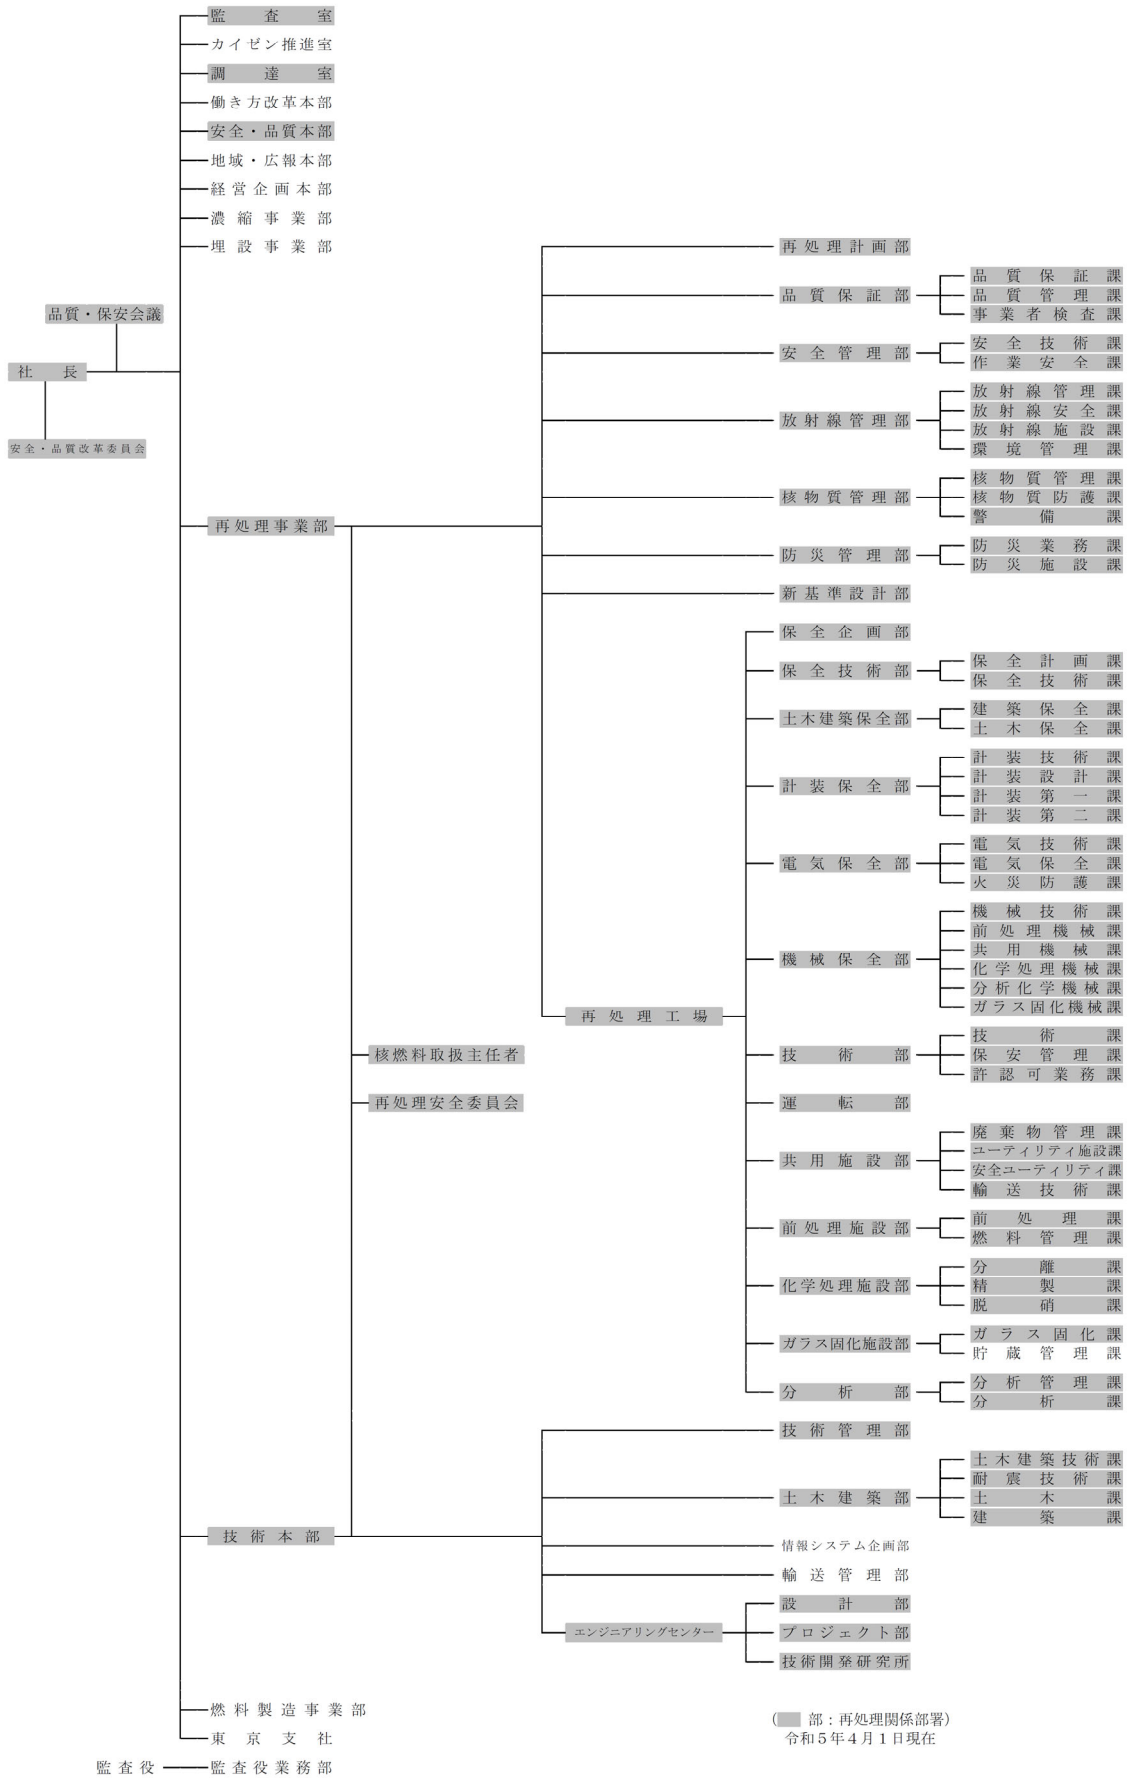 監査室
カイゼン推進室
調達室
働き方改革本部
安全・品質本部
地域・広報本部
経営企画本部
濃縮事業部
埋設事業部
品質・保安会議
社長
安全・品質改革委員会
再処理事業部
核燃料取扱主任者
再処理安全委員会
再処理計画部
品質保証部
品質保証課
品質管理課
事業者検査課
安全管理部
安全技術課
作業安全課
放射線管理部
放射線管理課
放射線安全課
放射線施設課
環境管理課
核物質管理部
核物質管理課
核物質防護課
警備課
防災管理部
防災業務課
防災施設課
新基準設計部
再処理工場
保全企画部
保全技術部
保全計画課
保全技術課
土木建築保全部
建築保全課
土木保全課
計装保全部
計装技術課
計装設計課
計装第一課
計装第二課
電気保全部
電気技術課
電気保全課
火災防護課
機械保全部
機械技術課
前処理機械課
共用機械課
化学処理機械課
分析化学機械課
ガラス固化機械課
技術部
技術課
保安管理課
許認可業務課
運転部
共用施設部
廃棄物管理課
ユーティリティ施設課
安全ユーティリティ課
輸送技術課
前処理施設部
前処理課
燃料管理課
化学処理施設部
分離課
精製課
脱硝課
ガラス固化施設部
ガラス固化課
貯蔵管理課
分析部
分析管理課
分析課
技術本部
技術管理部
土木建築部
土木建築技術課
耐震技術課
土木課
建築課
情報システム企画部
輸送管理部
エンジニアリングセンター
設計部
プロジェクト部
技術開発研究所
燃料製造事業部
東京支社
監査役
監査役業務部
(部：再処理関係部署)
令和５年４月１日現在